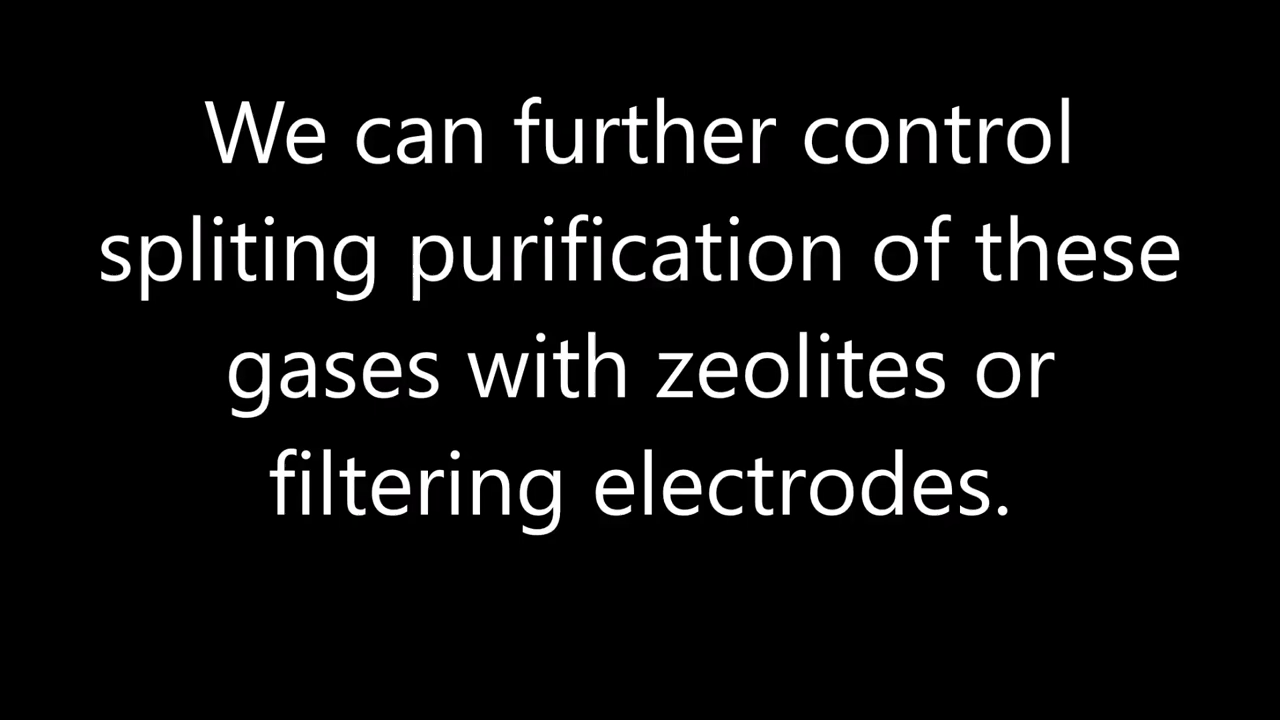 We can further control
spliting purification of these
gases with zeolites or
filtering electrodes.